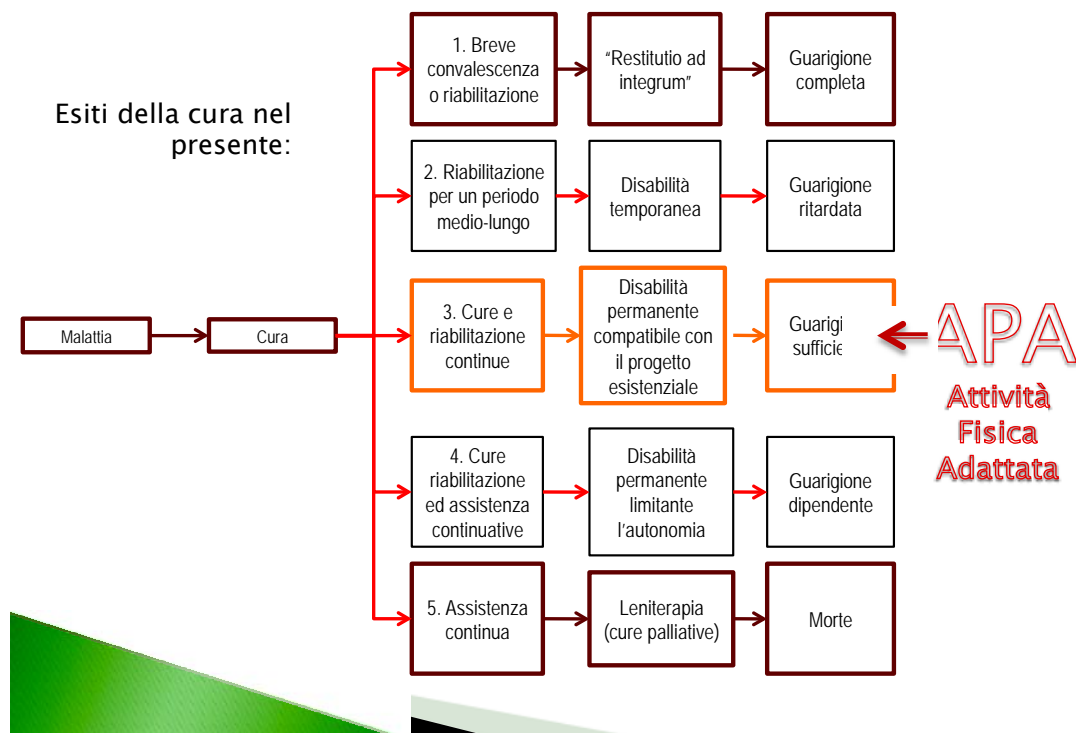 Esiti della cura nel
presente:
Malattia
Cura
1. Breve
convalescenza
o riabilitazione
“Restitutio ad
integrum”
Guarigione
completa
2. Riabilitazione
per un periodo
medio-lungo
Disabilità
temporanea
Guarigione
ritardata
3. Cure e
riabilitazione
continue
Disabilità
permanente
compatibile con
il progetto
esistenziale
Guarigi
sufficie
APA
Attività
Fisica
Adattata
4. Cure
riabilitazione
ed assistenza
continuative
Disabilità
permanente
limitante
l’autonomia
Guarigione
dipendente
5. Assistenza
continua
Leniterapia
(cure palliative)
Morte